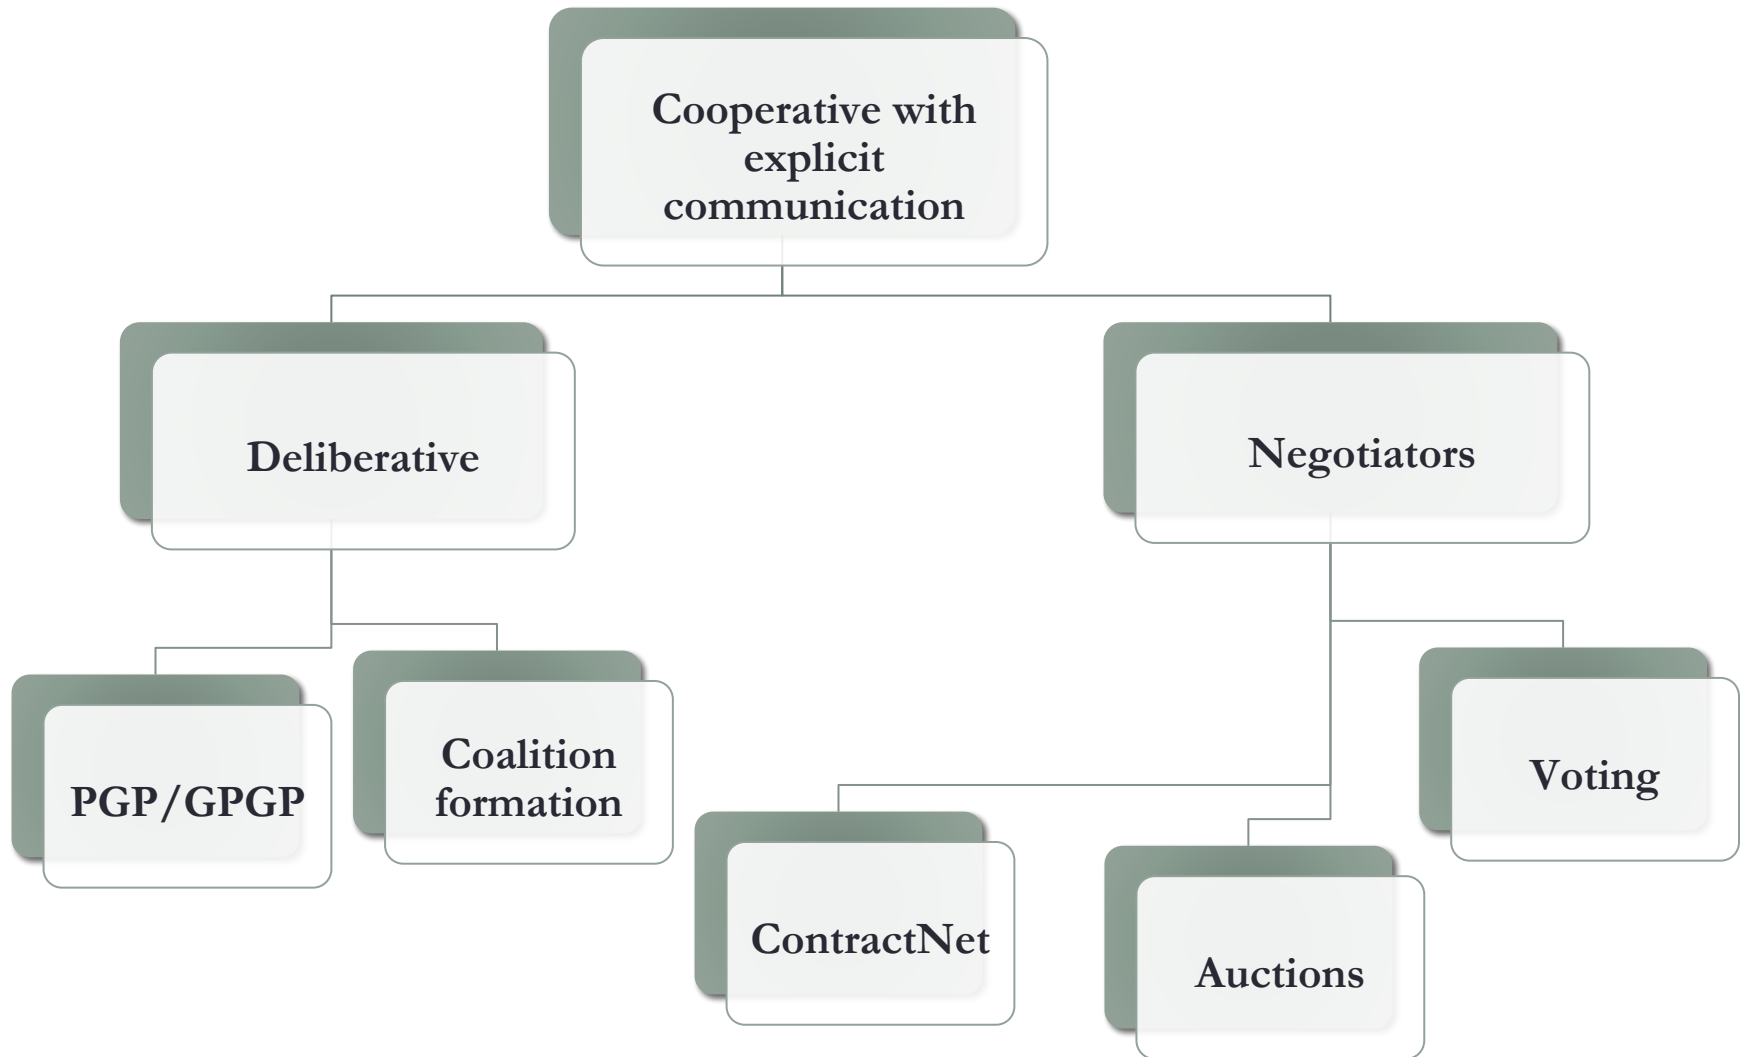 Cooperative with
explicit
communication
Deliberative
Negotiators
PGP/GPGP
Coalition
formation
ContractNet
Auctions
Voting